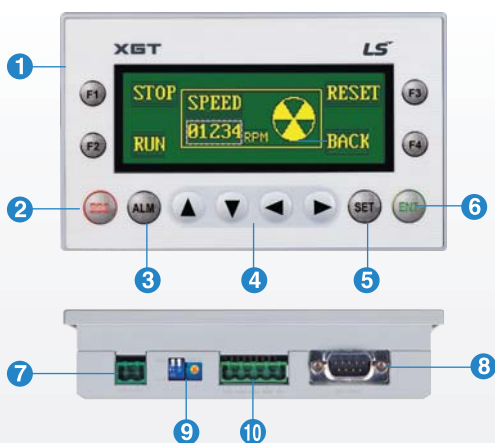 XGT LS
1
F1 STOP SPEED RESET F3
F2 RUN 01234 RPM BACK F4
2 ESC ALM SET ENT 6
3 4 5
7 8
9 10